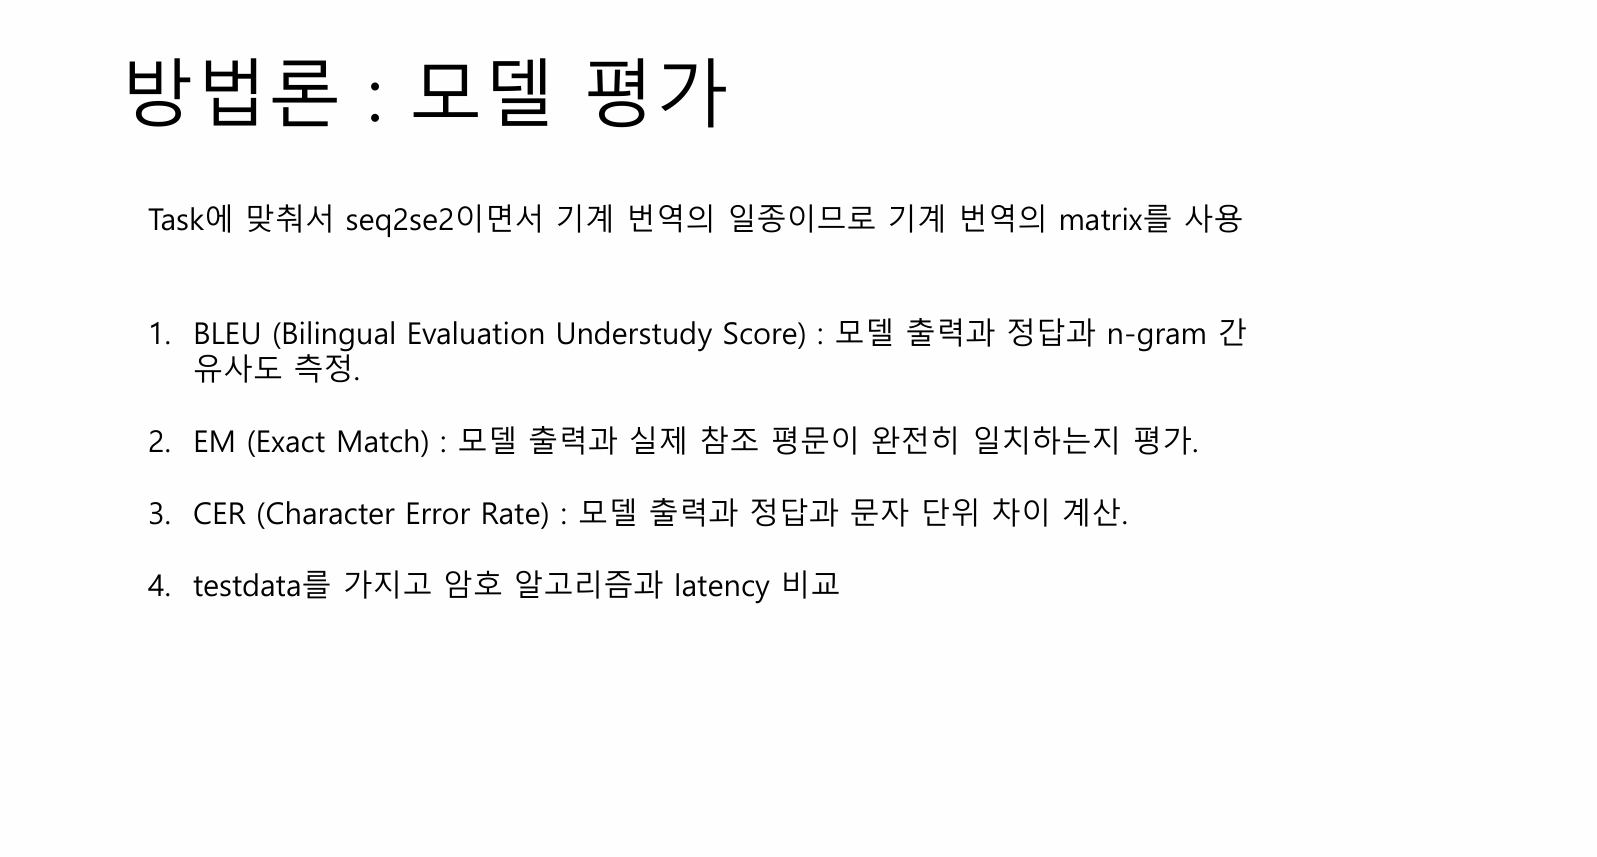 방법론 : 모델 평가
Task에 맞춰서 seq2se2이면서 기계 번역의 일종이므로 기계 번역의 matrix를 사용
1. BLEU (Bilingual Evaluation Understudy Score) : 모델 출력과 정답과 n-gram 간
유사도 측정.
2. EM (Exact Match) : 모델 출력과 실제 참조 평문이 완전히 일치하는지 평가.
3. CER (Character Error Rate) : 모델 출력과 정답과 문자 단위 차이 계산.
4. testdata를 가지고 암호 알고리즘과 latency 비교